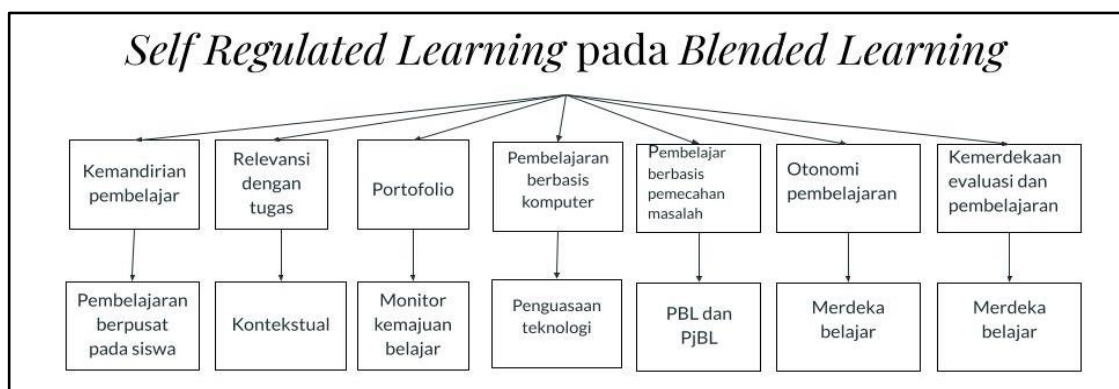 Self Regulated Learning pada Blended Learning
Kemandirian
pembelajar
Relevansi
dengan
tugas
Portofolio
Pembelajaran
berbasis
komputer
Pembelajar
berbasis
pemecahan
masalah
Otonomi
pembelajaran
Kemerdekaan
evaluasi dan
pembelajaran
Pembelajaran
berpusat
pada siswa
Kontekstual
Monitor
kemajuan
belajar
Penguasaan
teknologi
PBL dan
PjBL
Merdeka
belajar
Merdeka
belajar